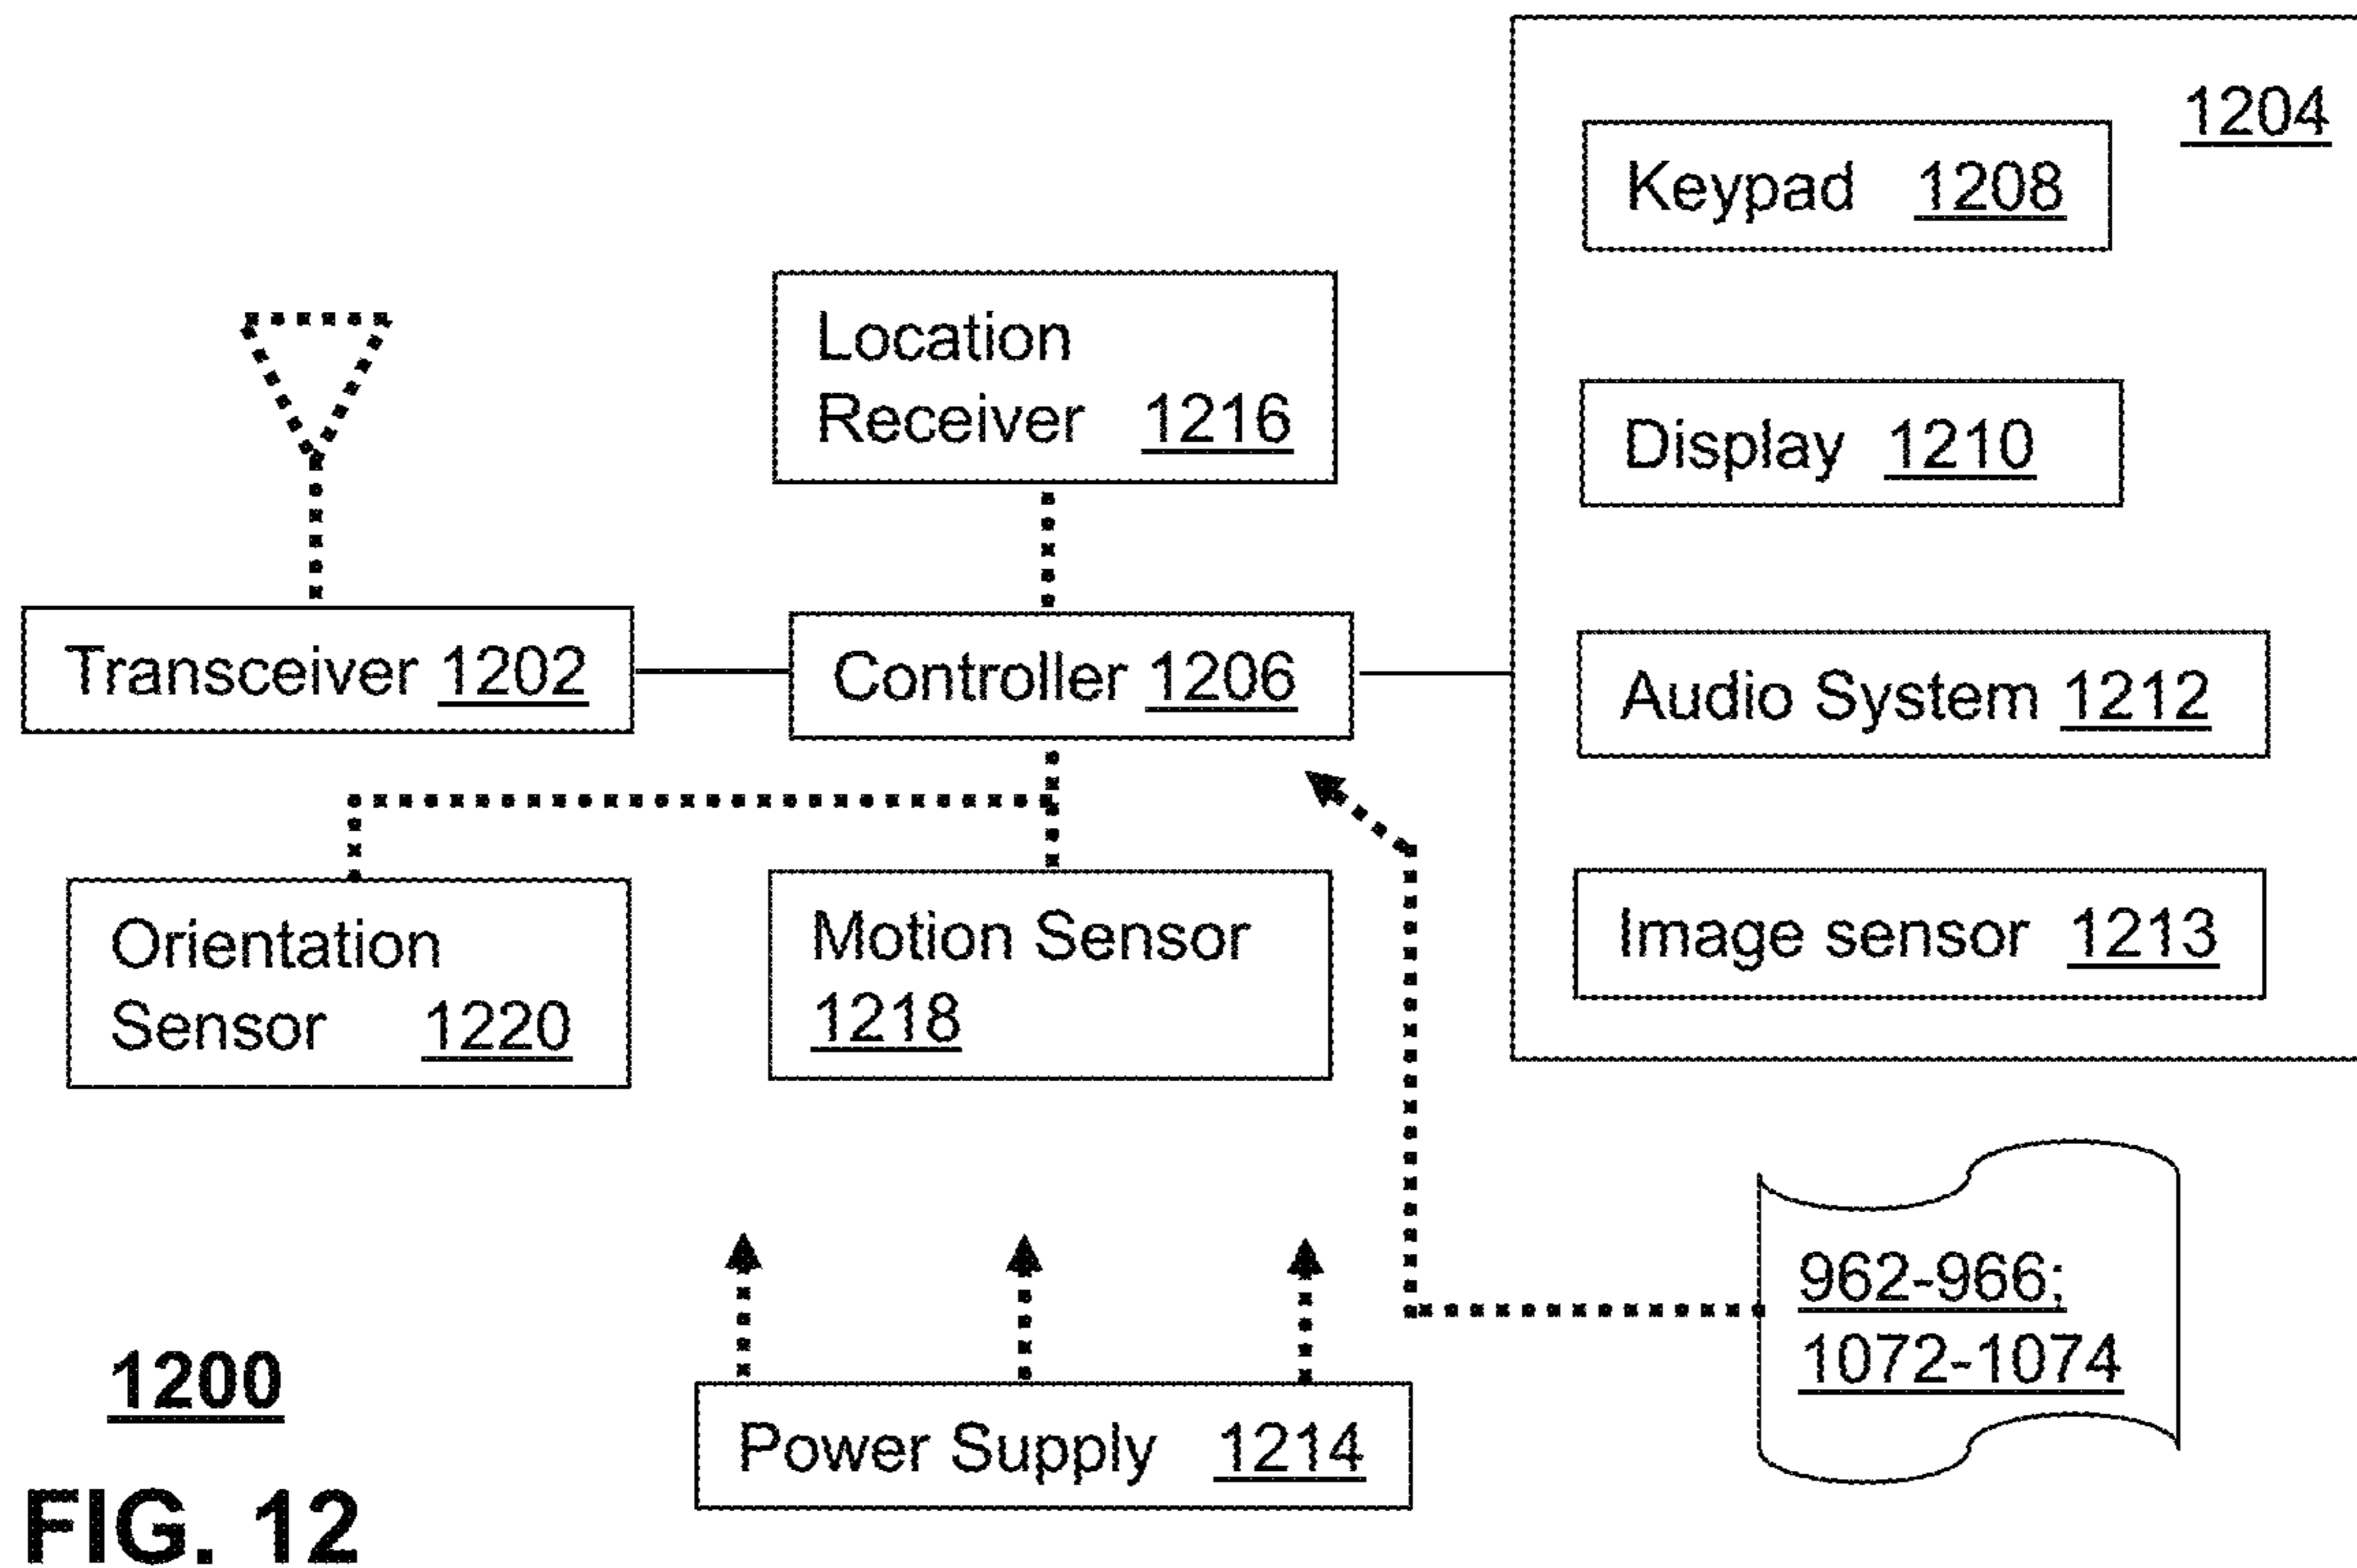 1204
Keypad 1208
Location
Receiver 1216
Display 1210
Transceiver 1202
Controller 1206
Audio System 1212
Orientation
Sensor 1220
Motion Sensor
1218
Image sensor 1213
962-966;
1072-1074
1200
Power Supply 1214
FIG. 12